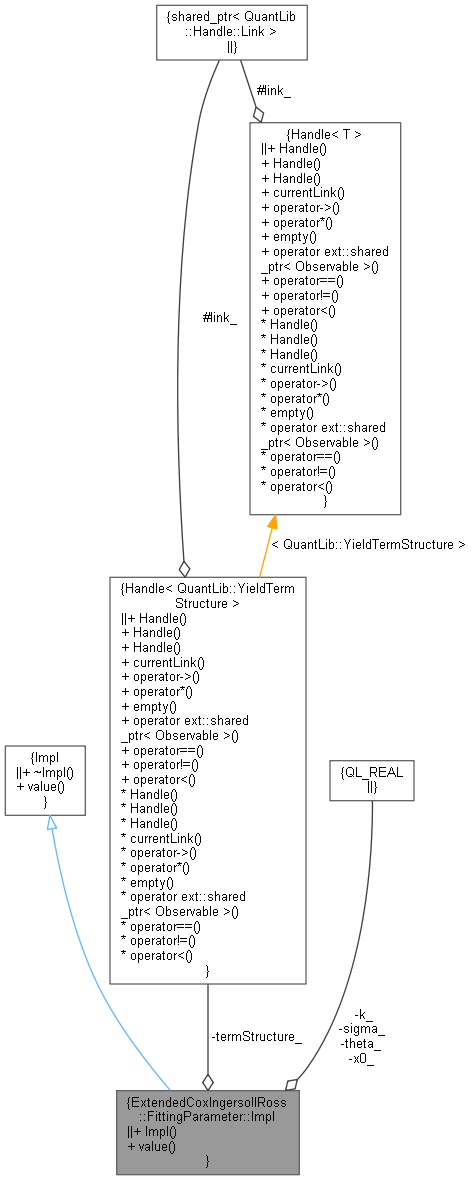 {shared_ptr< QuantLib
::Handle::Link >
||}
#link_
{Handle< T >
||+ Handle()
+ Handle()
+ Handle()
+ currentLink()
+ operator->()
+ operator*()
+ empty()
+ operator ext::shared
_ptr< Observable >()
+ operator==()
+ operator!=()
+ operator<()
* Handle()
* Handle()
* Handle()
* currentLink()
* operator->()
* operator*()
* empty()
* operator ext::shared
_ptr< Observable >()
* operator==()
* operator!=()
* operator<()
}
#link_
< QuantLib::YieldTermStructure >
{Handle< QuantLib::YieldTerm
Structure >
||+ Handle()
+ Handle()
+ Handle()
+ currentLink()
+ operator->()
+ operator*()
+ empty()
+ operator ext::shared
_ptr< Observable >()
+ operator==()
+ operator!=()
+ operator<()
* Handle()
* Handle()
* Handle()
* currentLink()
* operator->()
* operator*()
* empty()
* operator ext::shared
_ptr< Observable >()
* operator==()
* operator!=()
* operator<()
}
{Impl
||+ ~Impl()
+ value()
}
{QL_REAL
||}
-termStructure_
-k_
-sigma_
-theta_
-x0_
{ExtendedCoxIngersollRoss
::FittingParameter::Impl
||+ Impl()
+ value()
}